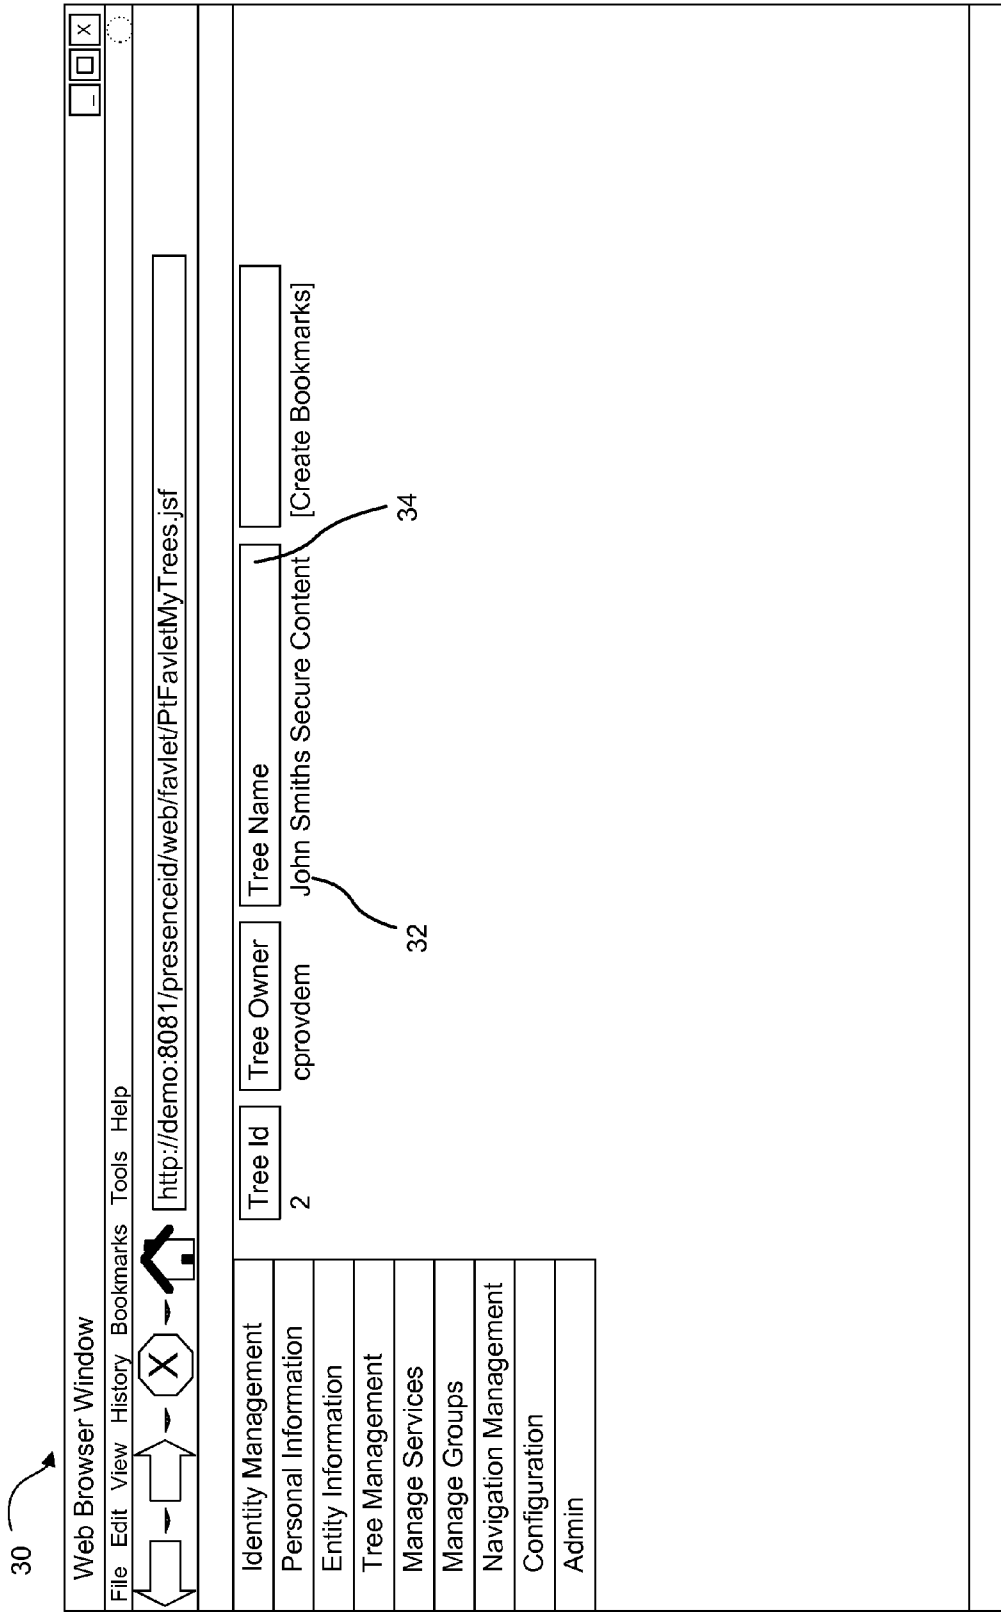 30
Web Browser Window
_ X
File Edit View History Bookmarks Tools Help
X
http://demo:8081/presenceid/web/favlet/PtFavletMyTrees.jsf
Identity Management
Personal Information
Entity Information
Tree Management
Manage Services
Manage Groups
Navigation Management
Configuration
Admin
Tree Id Tree Owner Tree Name
2 cprovdem John Smiths Secure Content [Create Bookmarks]
32
34